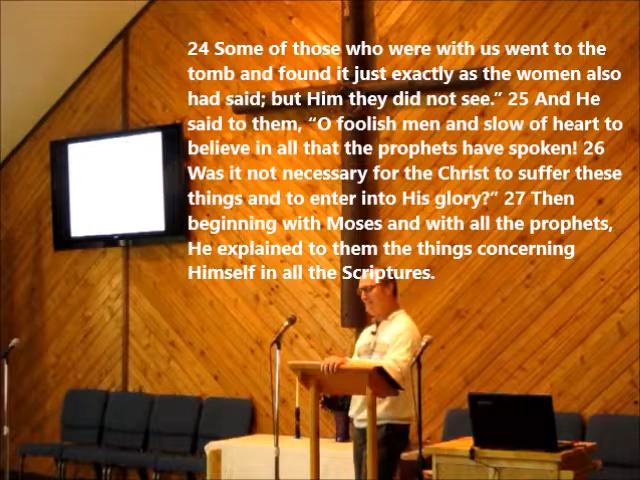 24 Some of those who were with us went to the
tomb and found it just exactly as the women also
had said; but Him they did not see.” 25 And He
said to them, “O foolish men and slow of heart to
believe in all that the prophets have spoken! 26
Was it not necessary for the Christ to suffer these
things and to enter into His glory?” 27 Then
beginning with Moses and with all the prophets,
He explained to them the things concerning
Himself in all the Scriptures.